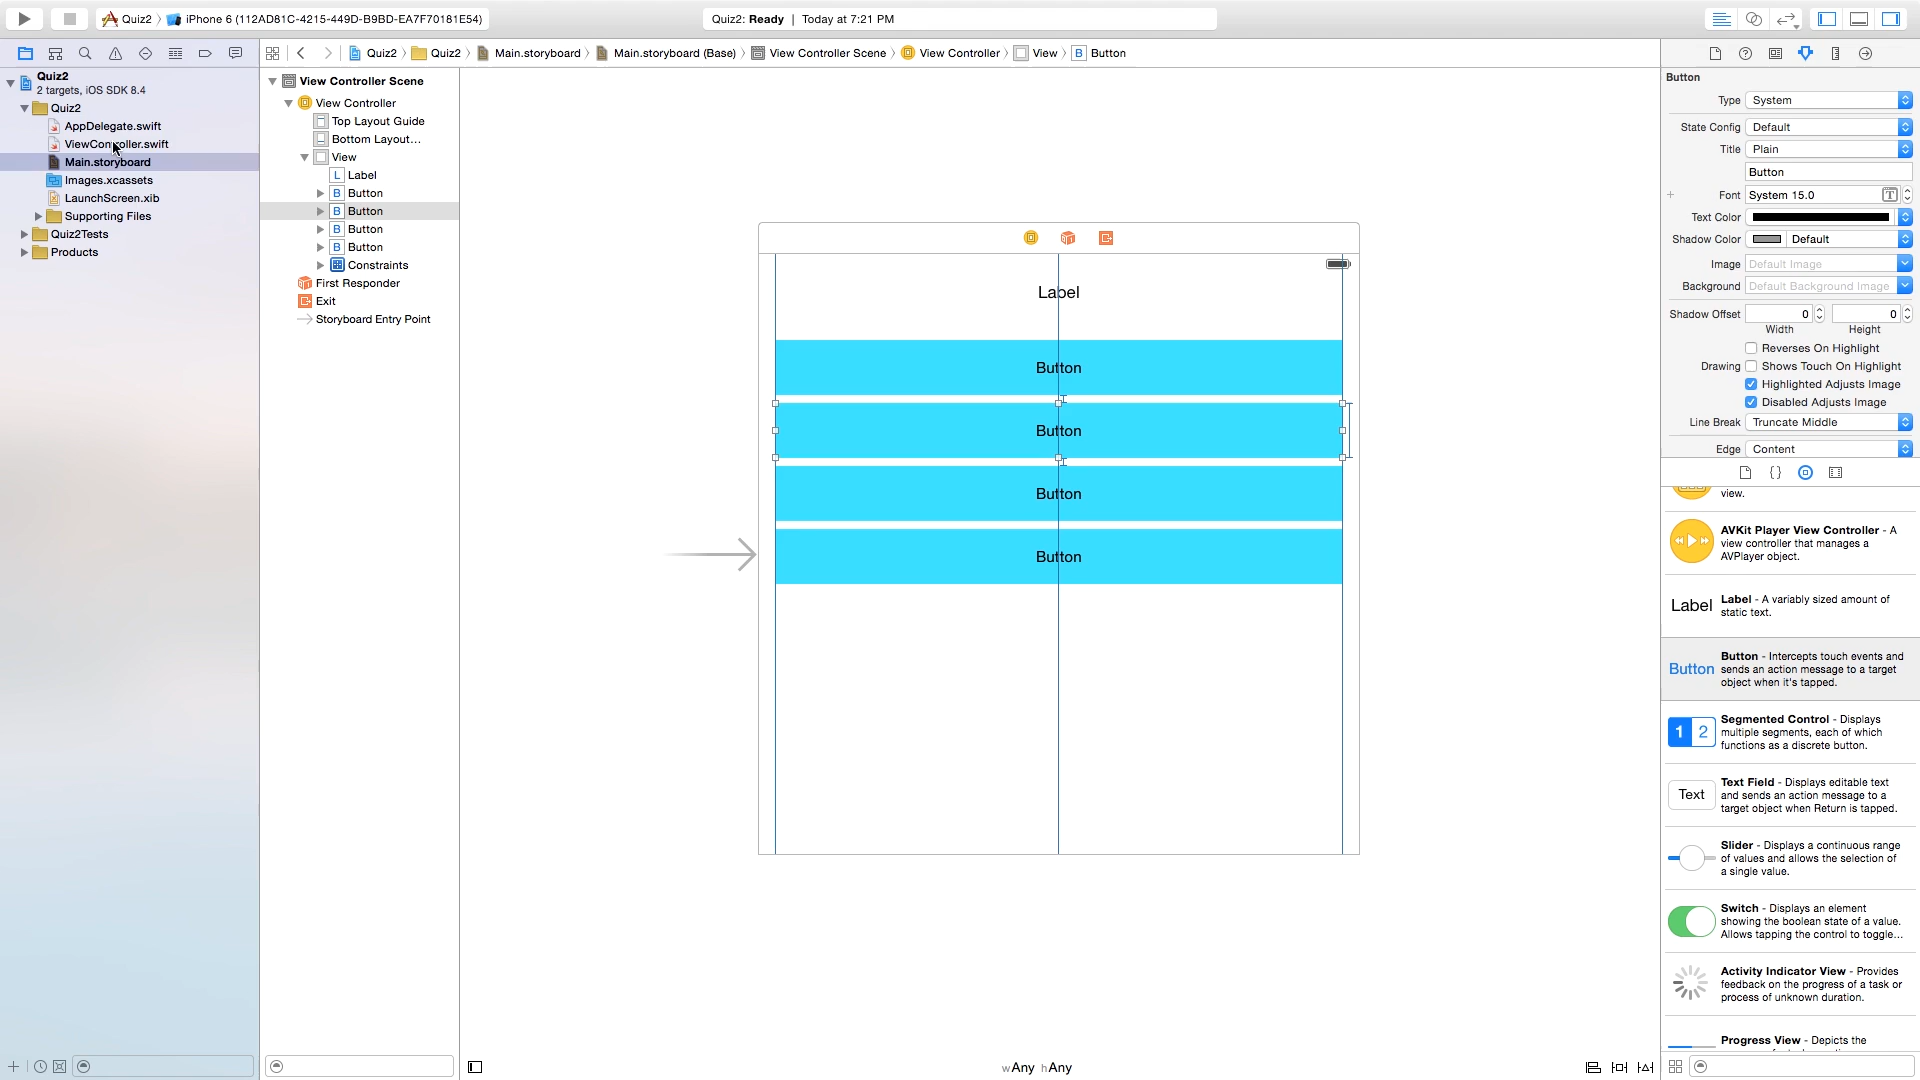 Quiz2 〉 iPhone 6 (112AD81C-4215-449D-B9BD-EA7F70181E54)
Quiz2: Ready | Today at 7:21 PM
Quiz2 〉 Quiz2 〉 Main.storyboard 〉 Main.storyboard (Base) 〉 View Controller Scene 〉 View Controller 〉 View 〉 B Button
Quiz2
2 targets, iOS SDK 8.4
Quiz2
AppDelegate.swift
ViewController.swift
Main.storyboard
Images.xcassets
LaunchScreen.xib
Supporting Files
Quiz2Tests
Products
View Controller Scene
View Controller
Top Layout Guide
Bottom Layout...
View
L Label
B Button
B Button
B Button
B Button
Constraints
First Responder
Exit
Storyboard Entry Point
Label
Button
Button
Button
Button
wAny hAny
Button
Type System
State Config Default
Title Plain
Button
+ Font System 15.0 T
Text Color
Shadow Color Default
Image Default Image
Background Default Background Image
Shadow Offset 0 0
Width Height
Reverses On Highlight
Drawing Shows Touch On Highlight
Highlighted Adjusts Image
Disabled Adjusts Image
Line Break Truncate Middle
Edge Content
{ }
view.
AVKit Player View Controller - A
view controller that manages a
AVPlayer object.
Label
Label - A variably sized amount of
static text.
Button
Button - Intercepts touch events and
sends an action message to a target
object when it's tapped.
1 2
Segmented Control - Displays
multiple segments, each of which
functions as a discrete button.
Text
Text Field - Displays editable text
and sends an action message to a
target object when Return is tapped.
Slider - Displays a continuous range
of values and allows the selection of
a single value.
Switch - Displays an element
showing the boolean state of a value.
Allows tapping the control to toggle...
Activity Indicator View - Provides
feedback on the progress of a task or
process of unknown duration.
Progress View - Depicts the